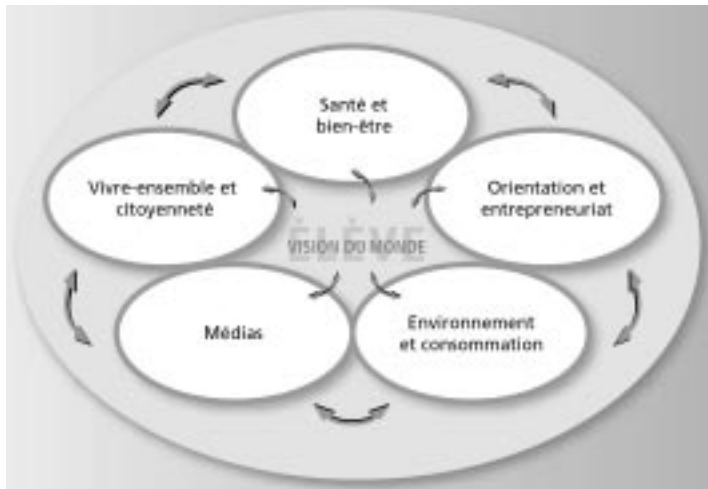 Santé et
bien-être
Vivre-ensemble et
citoyenneté
Orientation et
entrepreneuriat
ÉLÈVE
VISION DU MONDE
Médias
Environnement
et consommation